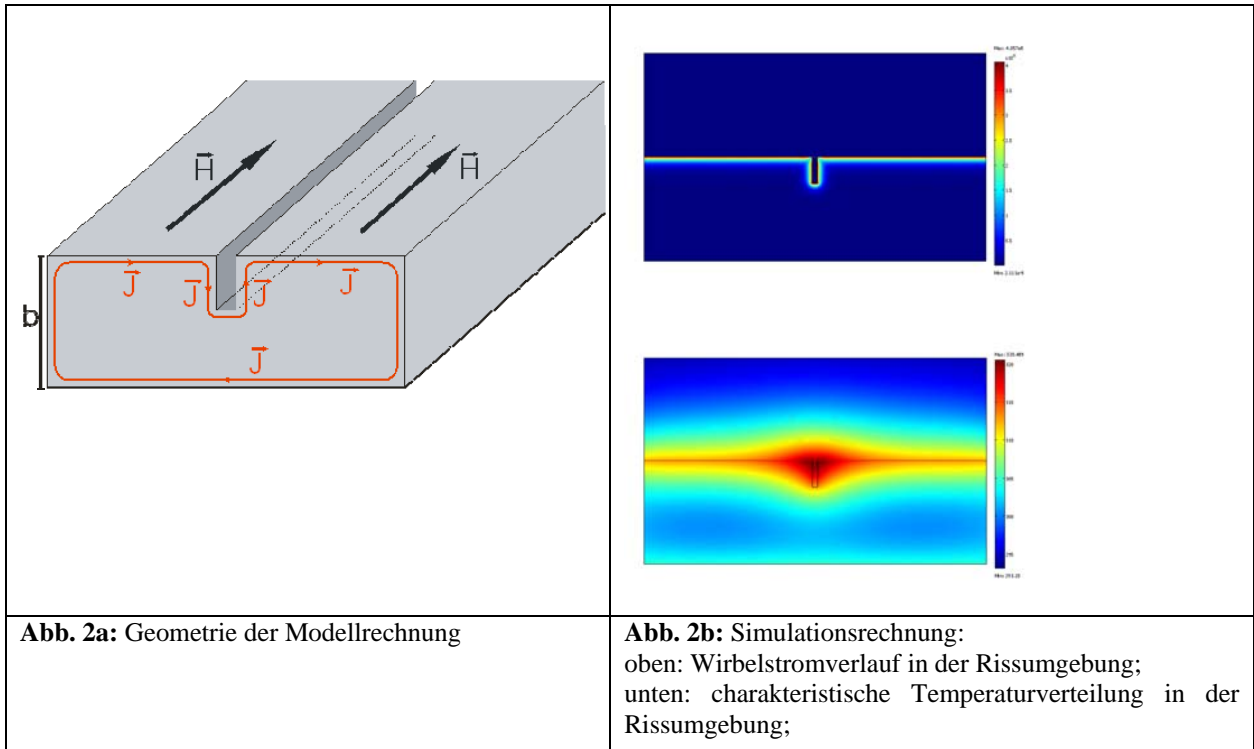 H
H
J
J
J
J
J
b
Abb. 2a: Geometrie der Modellrechnung
Abb. 2b: Simulationsrechnung:
oben: Wirbelstromverlauf in der Rissumgebung;
unten: charakteristische Temperaturverteilung in der
Rissumgebung;